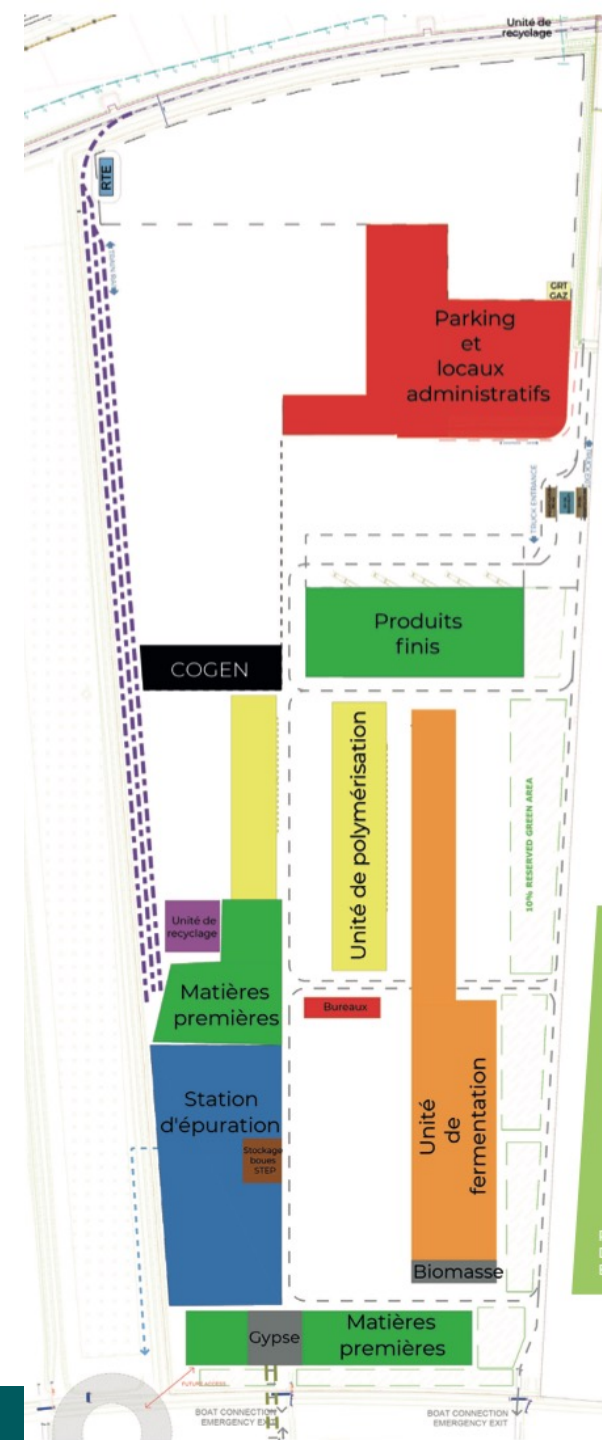 Unité de
recyclage
RTE
GRT
GAZ
Parking
et
locaux
administratifs
TRUCK ENTRANCE
Produits
finis
COGEN
Unité de polymérisation
10% RESERVED GREEN AREA
Unité de
recyclage
Matières
premières
Bureaux
Station
d'épuration
Stockage
boues
STEP
Unité
de
fermentation
Biomasse
Gypse
Matières
premières
FUTURE ACCESS
BOAT CONNECTION
EMERGENCY EXIT
BOAT CONNECTION
EMERGENCY EXIT